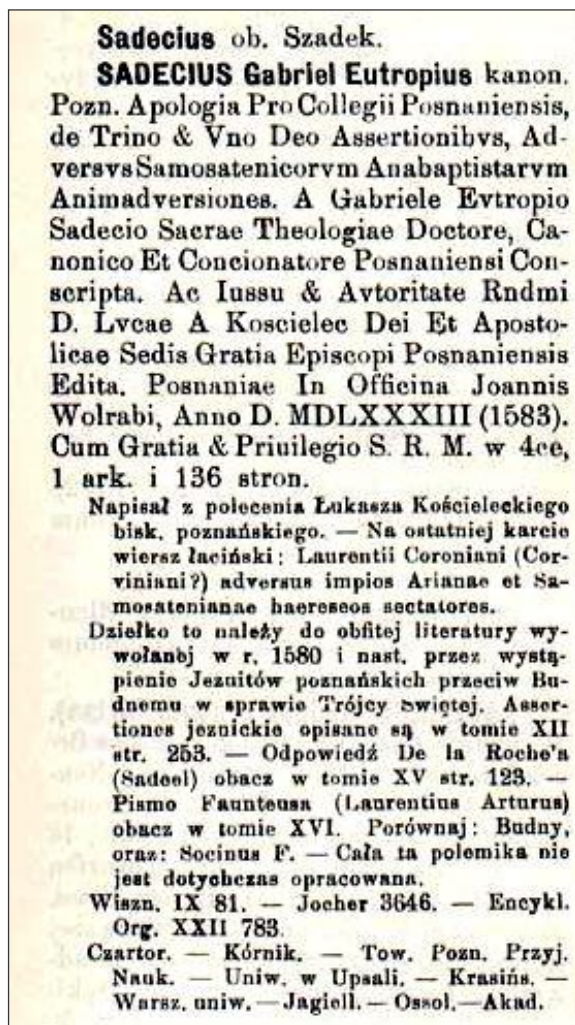 Sadecius ob. Szadek.
SADECIUS Gabriel Eutropius kanon.
Pozn. Apologia Pro Collegii Posnaniensis,
de Trino & Vno Deo Assertionibvs, Ad-
versvs Samosatenicorvm Anabaptistarvm
Animadversiones. A Gabriele Evtropio
Sadecio Sacrae Theologiae Doctore, Ca-
nonico Et Concionatore Posnaniensi Con-
scripta. Ac Iussu & Avtoritate Rndmi
D. Lvcae A Koscielec Dei Et Aposto-
licae Sedis Gratia Episcopi Posnaniensis
Edita. Posnaniae In Officina Joannis
Wolrabi, Anno D. MDLXXXIII (1583).
Cum Gratia & Priuilegio S. R. M. w 4ce,
1 ark. i 136 stron.
Napisał z polecenia Łukasza Kościeleckiego
bisk. poznańskiego. — Na ostatniej karcie
wiersz łaciński: Laurentii Coroniani (Cor-
viniani?) adversus impios Arianae et Sa-
mosatenianae haereseos sectatores.
Dziełko to należy do obfitej literatury wy-
wołanéj w r. 1580 i nast. przez wystą-
pienie Jezuitów poznańskich przeciw Bu-
dnemu w sprawie Trójcy świętej. Asser-
tiones jeznickie opisane są w tomie XII
str. 253. — Odpowiedź De la Roche'a
(Sadeel) obacz w tomie XV str. 123. —
Pismo Faunteusa (Laurentius Arturus)
obacz w tomie XVI. Porównaj: Budny,
oraz: Socinus F. — Cała ta polemika nie
jest dotychczas opracowana.
Wiszn. IX 81. — Jocher 3646. — Encykl.
Org. XXII 783.
Czartor. — Kórnik. — Tow. Pozn. Przyj.
Nauk. — Uniw. w Upsali. — Krasińs. —
Warsz. uniw. — Jagiell. — Ossol. — Akad.